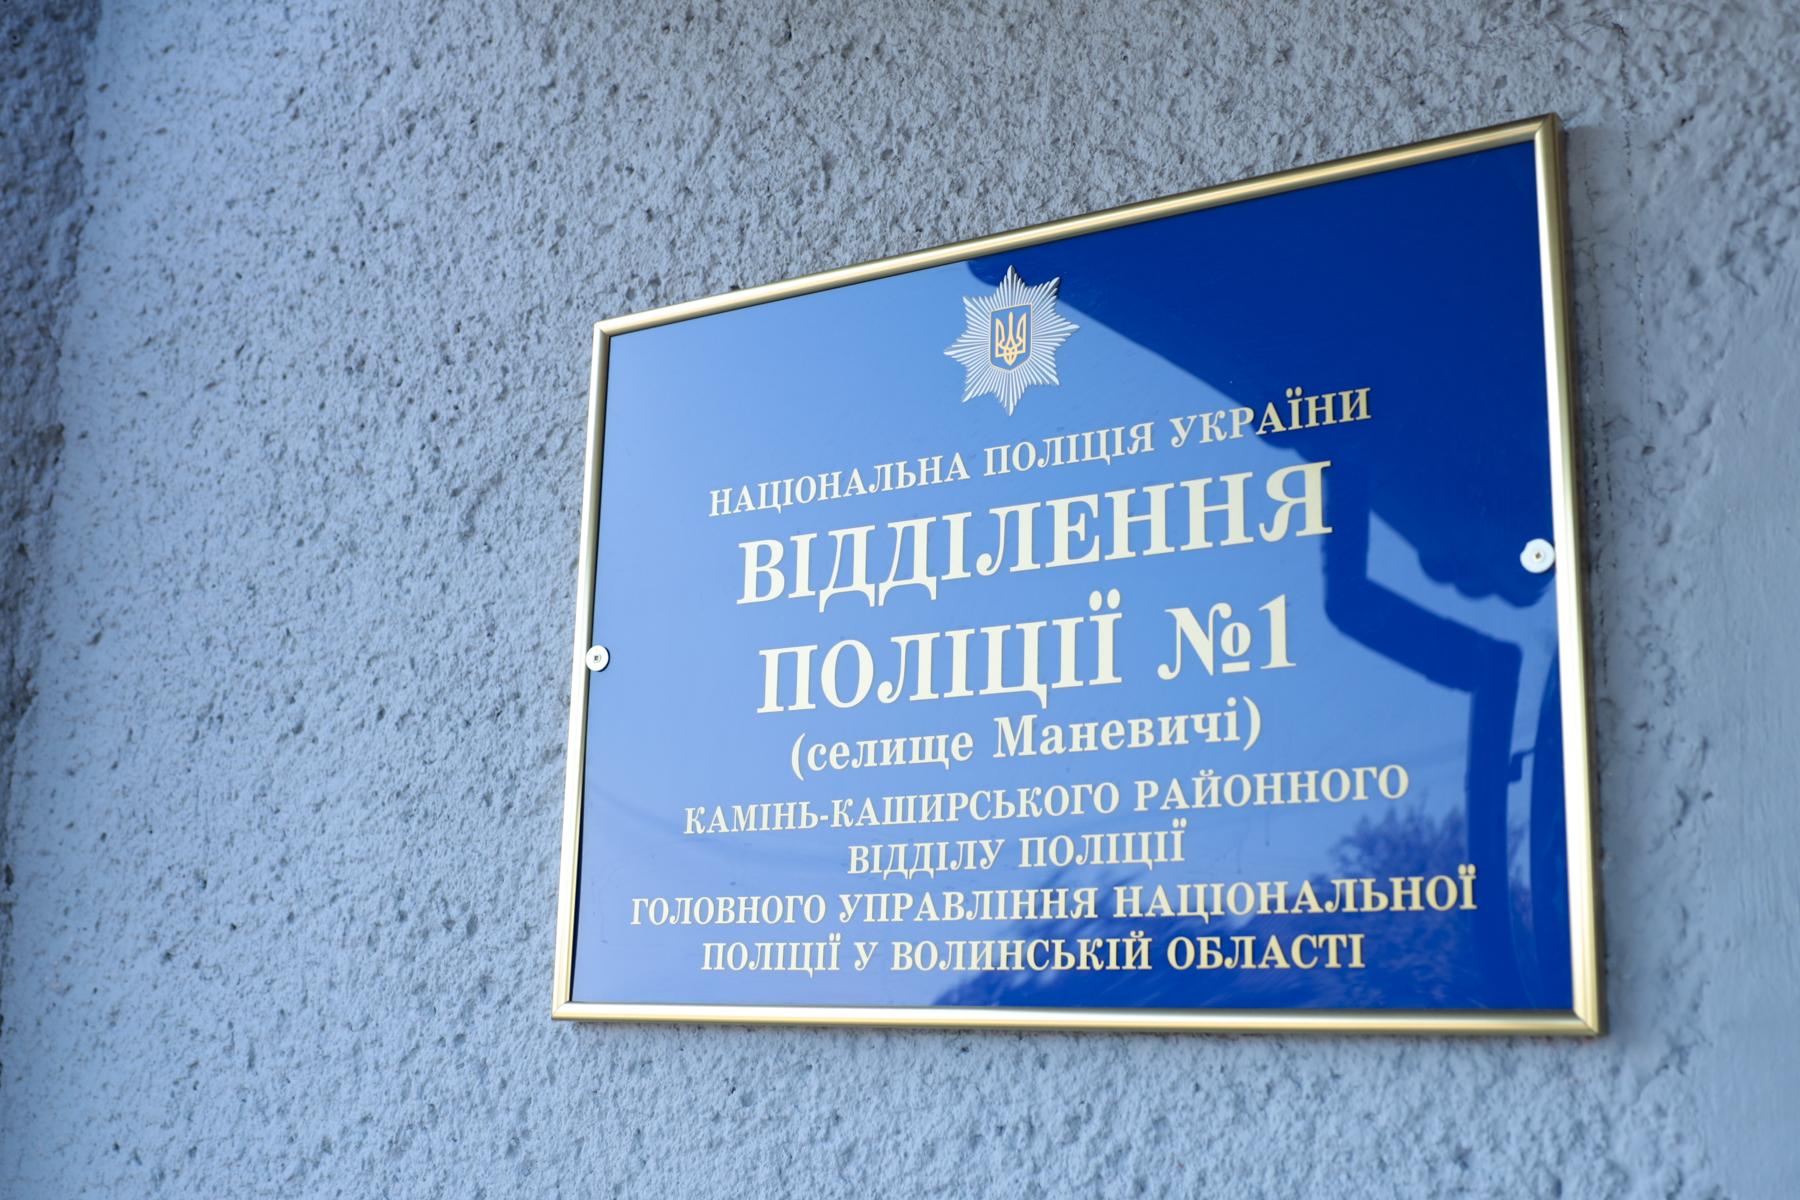 НАЦІОНАЛЬНА ПОЛІЦІЯ УКРАЇНИ
ВІДДІЛЕННЯ
ПОЛІЦІЇ №1
(селище Маневичі)
КАМІНЬ-КАШИРСЬКОГО РАЙОННОГО
ВІДДІЛУ ПОЛІЦІЇ
ГОЛОВНОГО УПРАВЛІННЯ НАЦІОНАЛЬНОЇ
ПОЛІЦІЇ У ВОЛИНСЬКІЙ ОБЛАСТІ